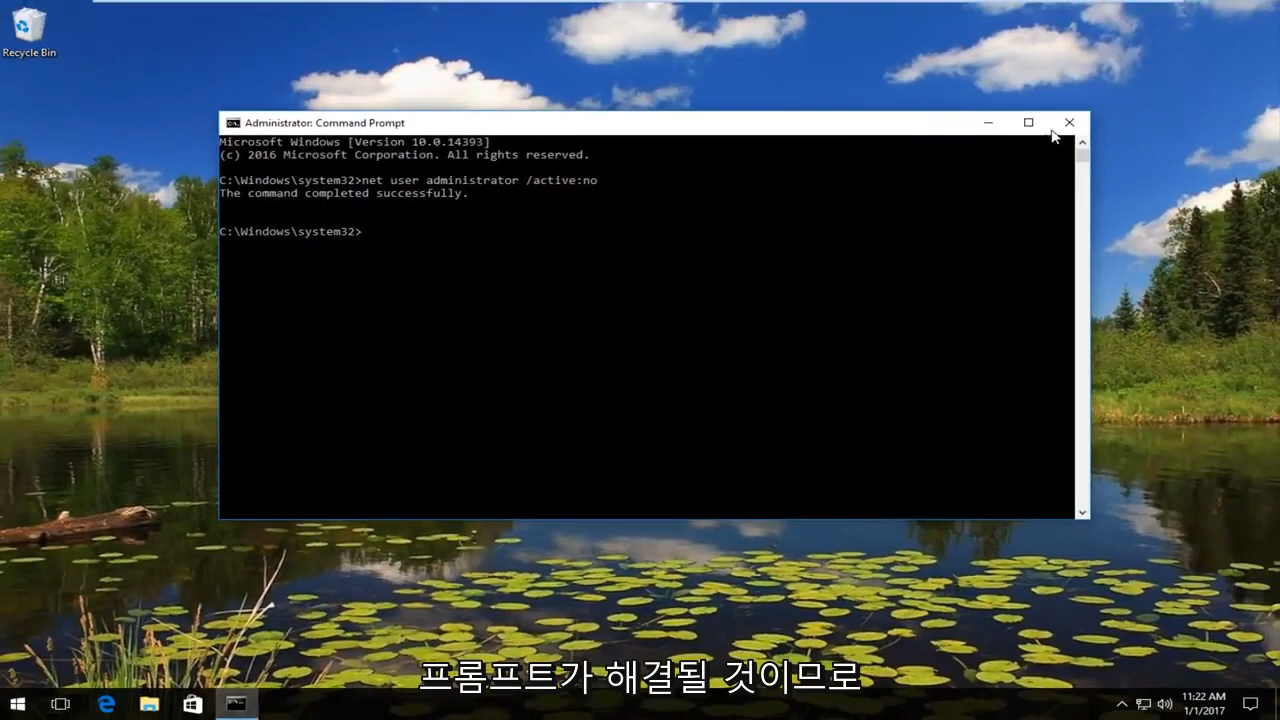 Recycle Bin
Administrator: Command Prompt
Microsoft Windows [Version 10.0.14393]
(c) 2016 Microsoft Corporation. All rights reserved.
C:\Windows\system32>net user administrator /active:no
The command completed successfully.
C:\Windows\system32>
프롬프트가 해결될 것이므로
11:22 AM
1/1/2017